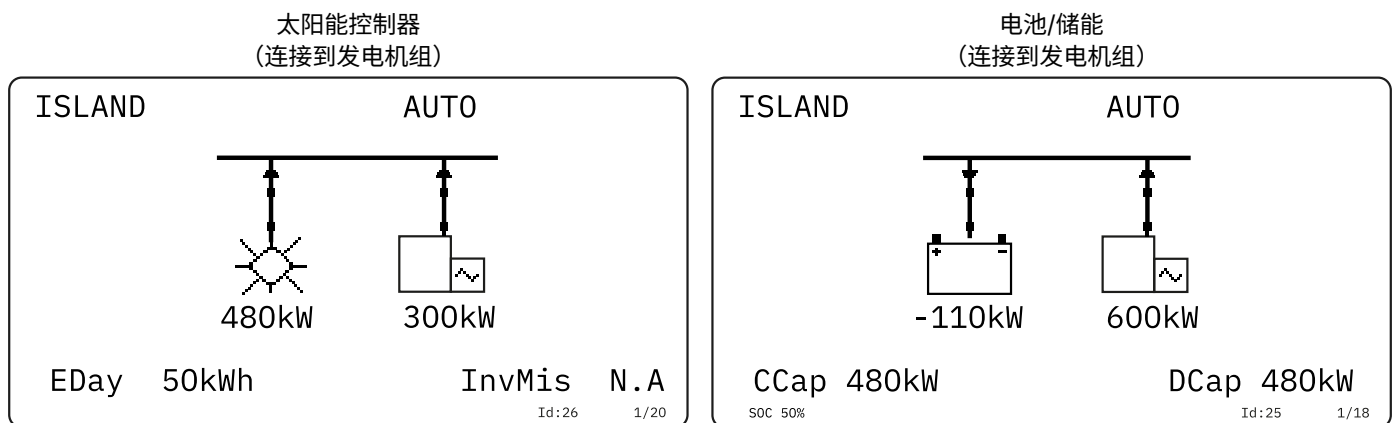 太阳能控制器
（连接到发电机组）
ISLAND AUTO
480kW 300kW
EDay 50kWh InvMis N.A
Id:26 1/20
电池/储能
（连接到发电机组）
ISLAND AUTO
+ -
-110kW 600kW
CCap 480kW DCap 480kW
SOC 50% Id:25 1/18